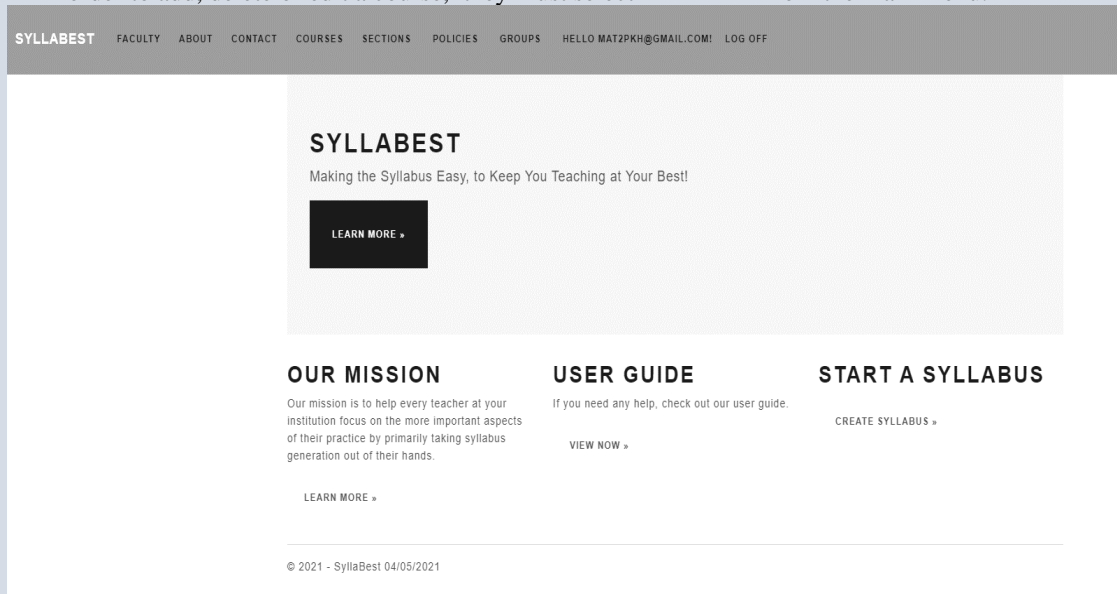 SYLLABEST FACULTY ABOUT CONTACT COURSES SECTIONS POLICIES GROUPS HELLO MAT2PKH@GMAIL.COM! LOG OFF
SYLLABEST
Making the Syllabus Easy, to Keep You Teaching at Your Best!
LEARN MORE »
OUR MISSION
Our mission is to help every teacher at your
institution focus on the more important aspects
of their practice by primarily taking syllabus
generation out of their hands.
LEARN MORE »
USER GUIDE
If you need any help, check out our user guide.
VIEW NOW »
START A SYLLABUS
CREATE SYLLABUS »
© 2021 - SyllaBest 04/05/2021